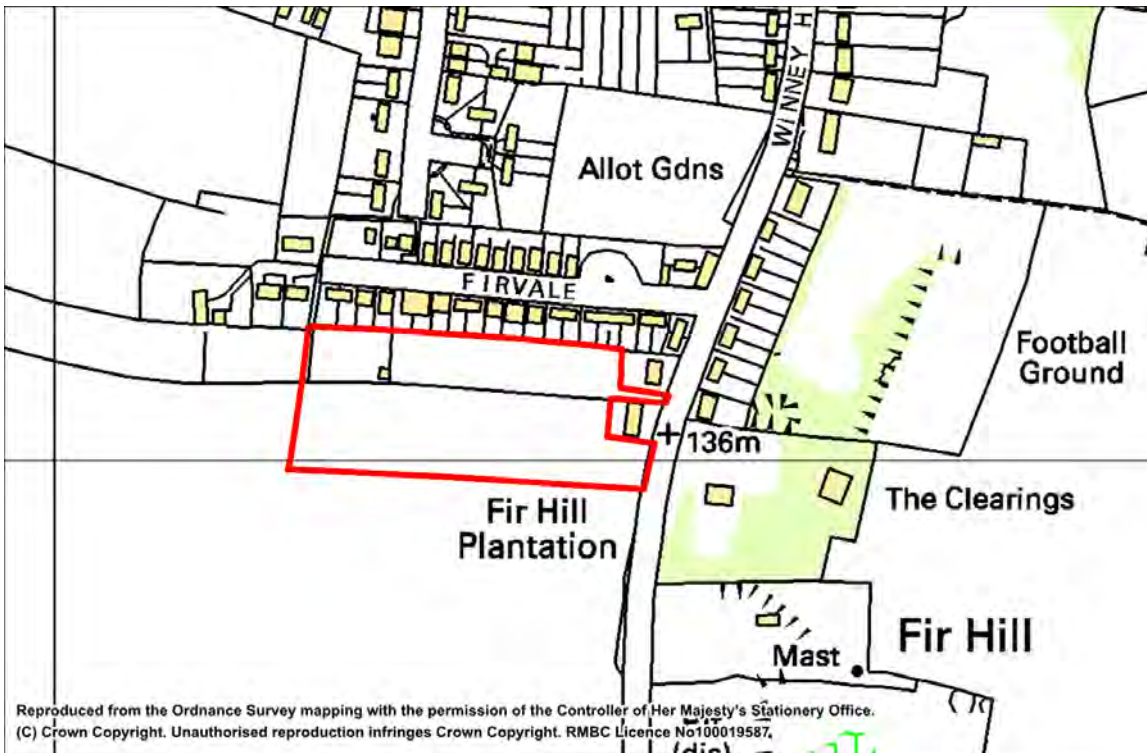 WINNEY H
Allot Gdns
FIRVALE
Football
Ground
136m
The Clearings
Fir Hill
Plantation
Fir Hill
Mast
Reproduced from the Ordnance Survey mapping with the permission of the Controller of Her Majesty's Stationery Office.
(C) Crown Copyright. Unauthorised reproduction infringes Crown Copyright. RMBC Licence No100019587.
(dis)